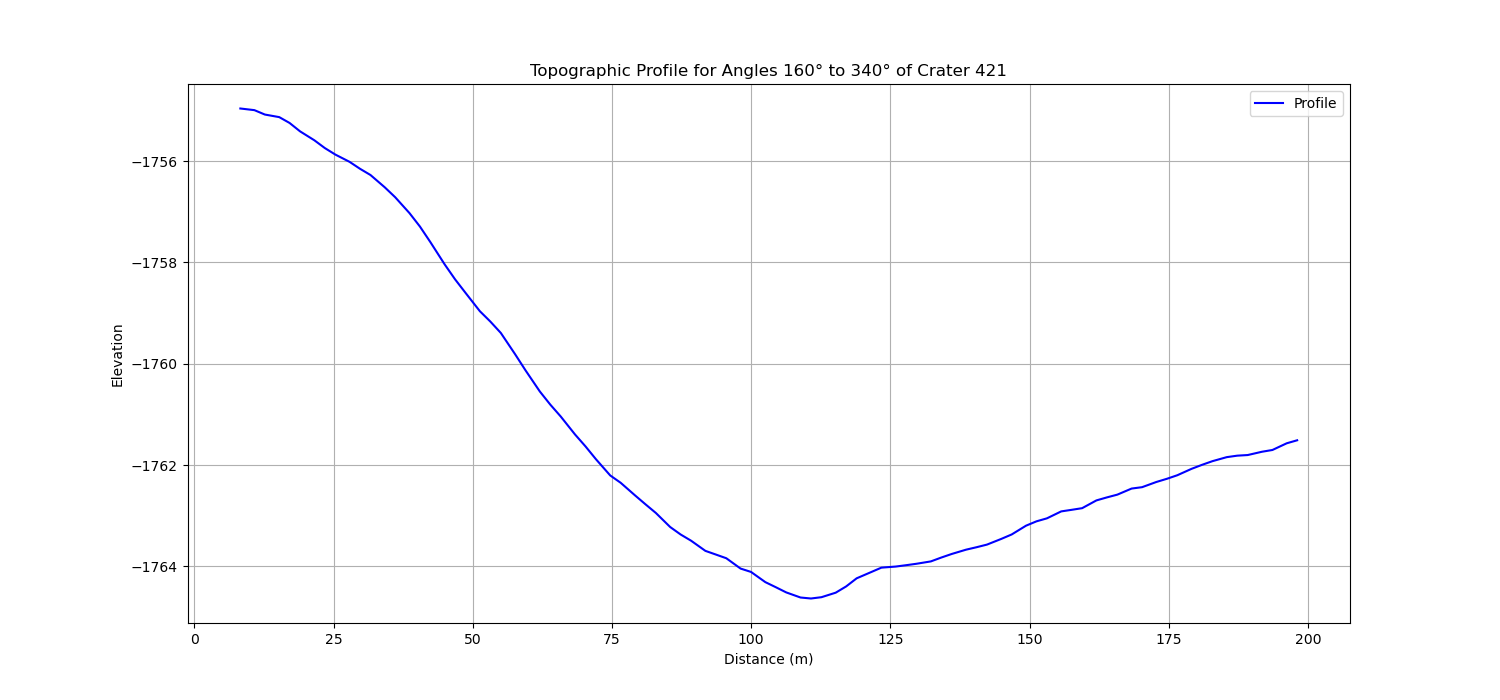 Topographic Profile for Angles 160° to 340° of Crater 421
Profile
−1756
−1758
−1760
−1762
−1764
Elevation
0 25 50 75 100 125 150 175 200
Distance (m)